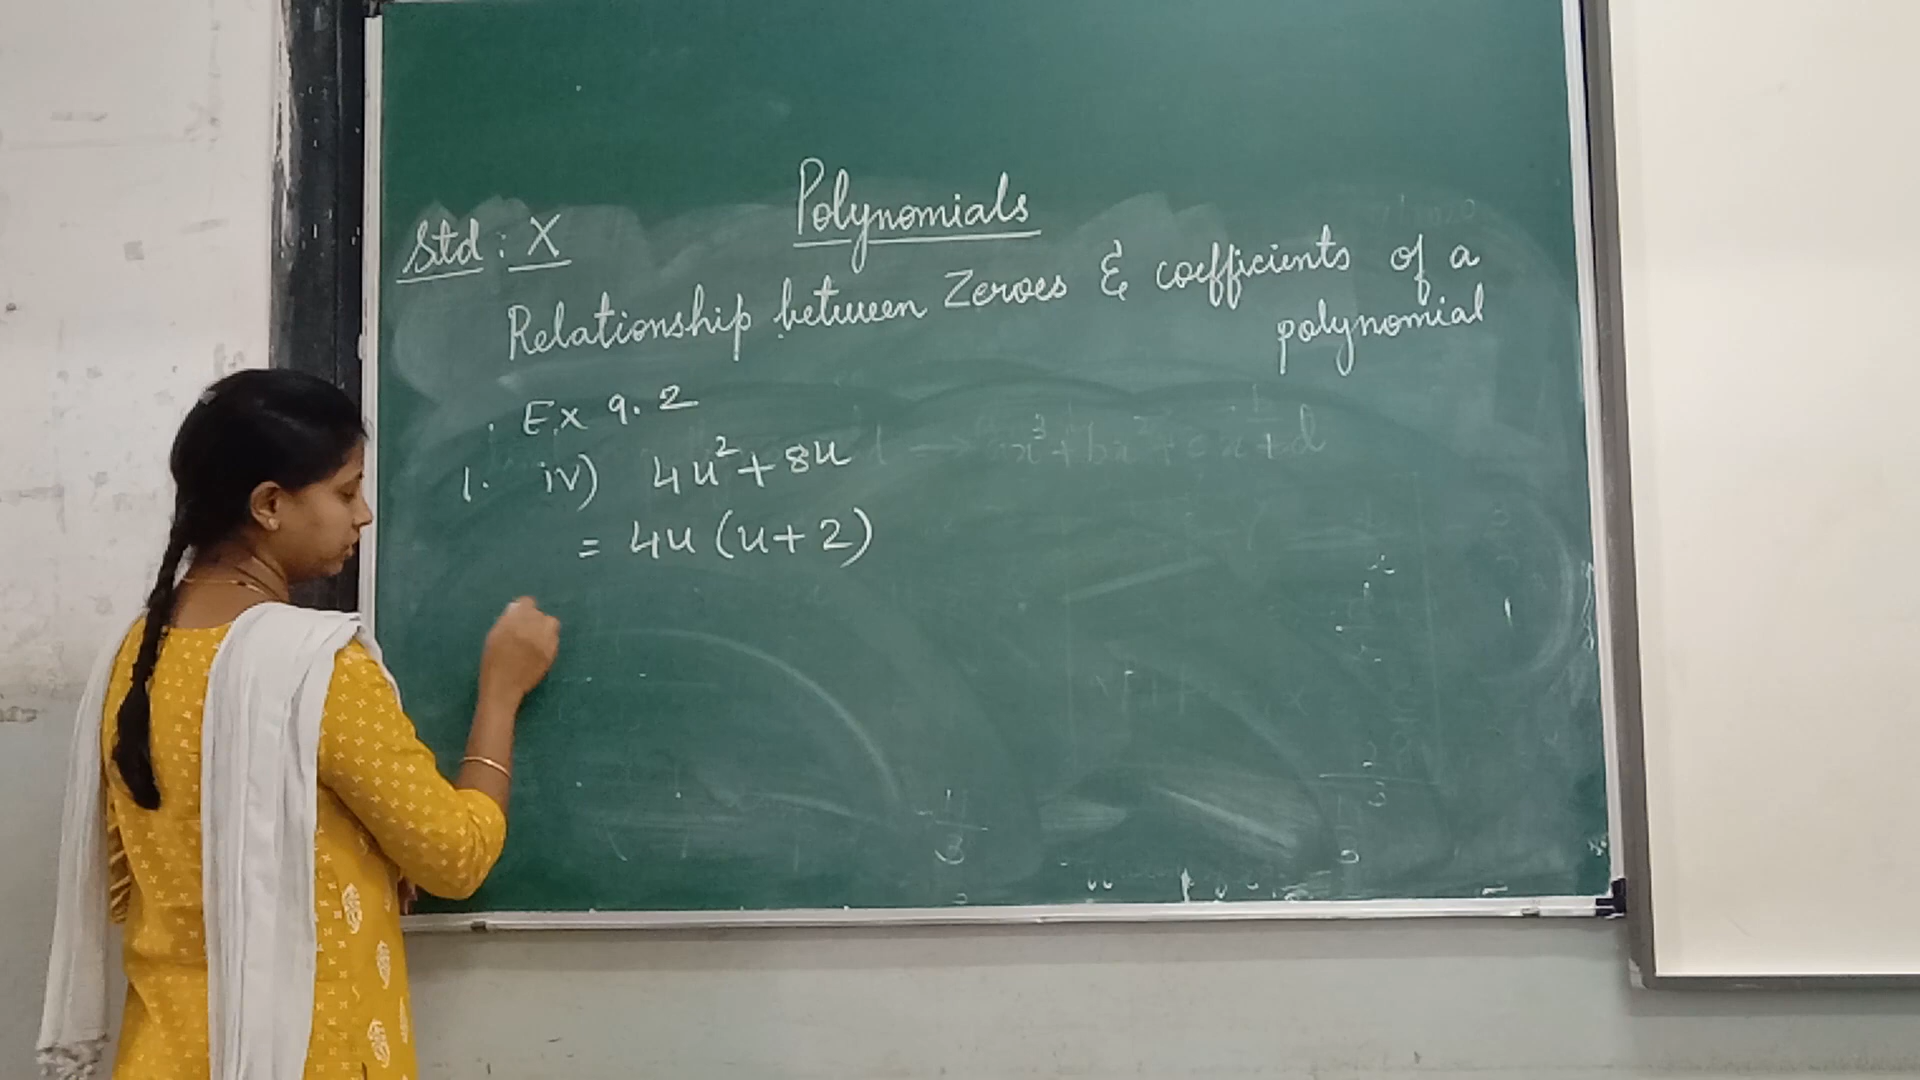 Polynomials
Std : X
Relationship between Zeroes & coefficients of a
polynomial
Ex 9.2
1. iv) 4u²+8u
= 4u (u+2)